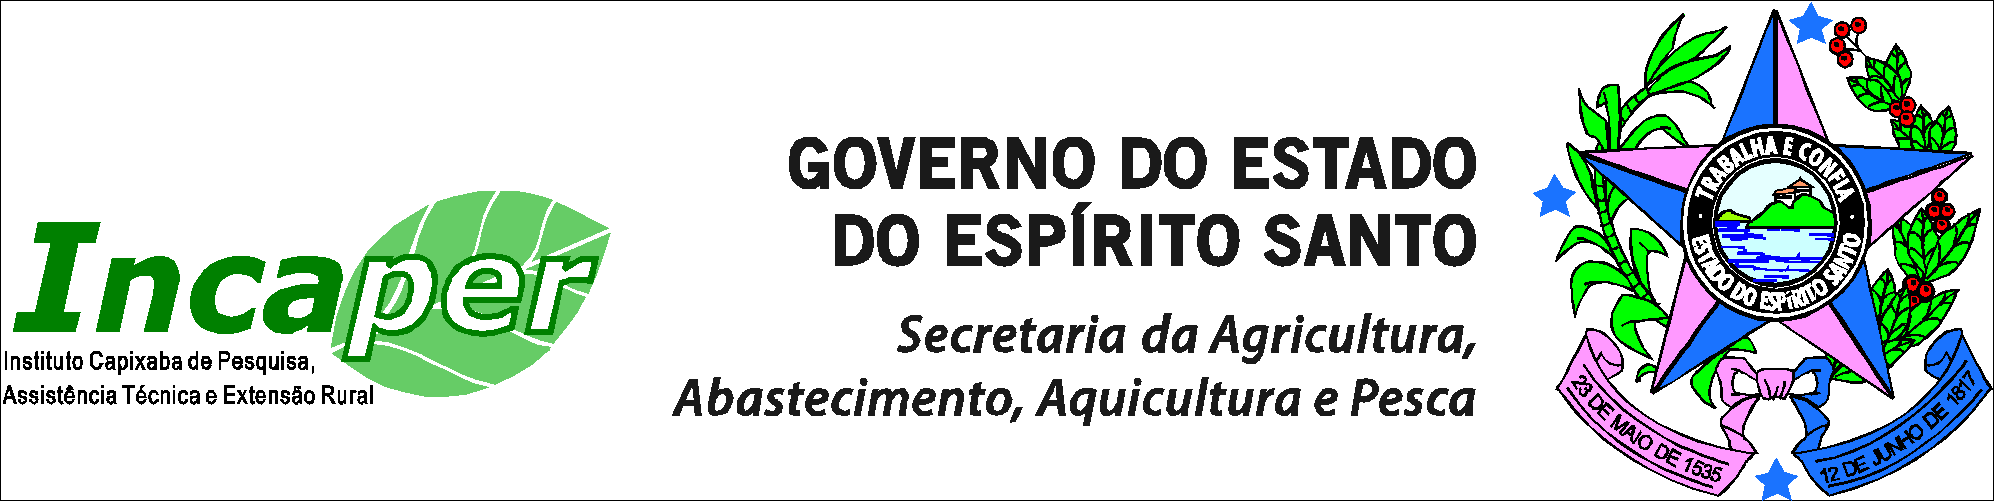 Incaper
Instituto Capixaba de Pesquisa,
Assistência Técnica e Extensão Rural
GOVERNO DO ESTADO
DO ESPÍRITO SANTO
Secretaria da Agricultura,
Abastecimento, Aquicultura e Pesca
TRABALHA E CONFIA
ESTADO DO ESPÍRITO SANTO
23 DE MAIO DE 1535
12 DE JUNHO DE 1817